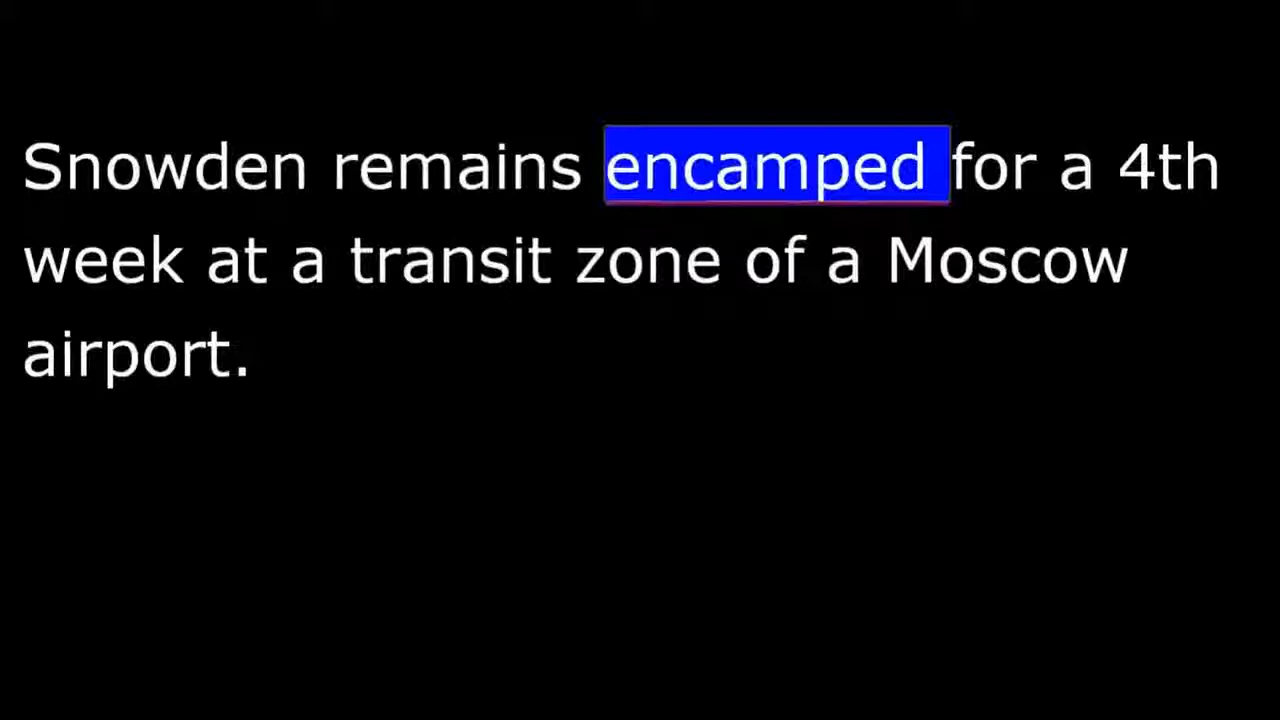 Snowden remains encamped for a 4th
week at a transit zone of a Moscow
airport.